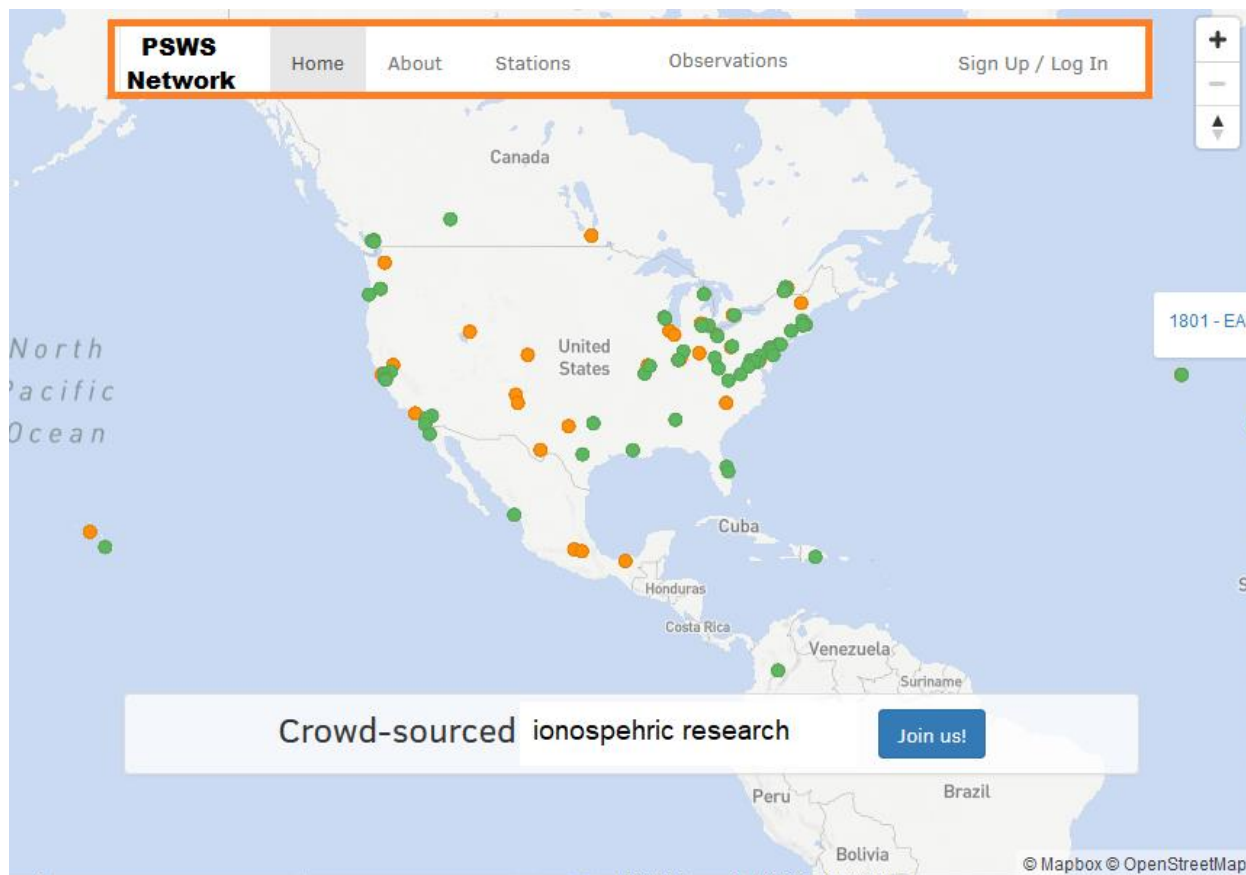 PSWS
Network
Home
About
Stations
Observations
Sign Up / Log In
Canada
1801 - EA
North
Pacific
Ocean
United
States
Cuba
Honduras
Costa Rica
Venezuela
Suriname
Crowd-sourced ionospehric research
Join us!
Peru
Brazil
Bolivia
© Mapbox © OpenStreetMap